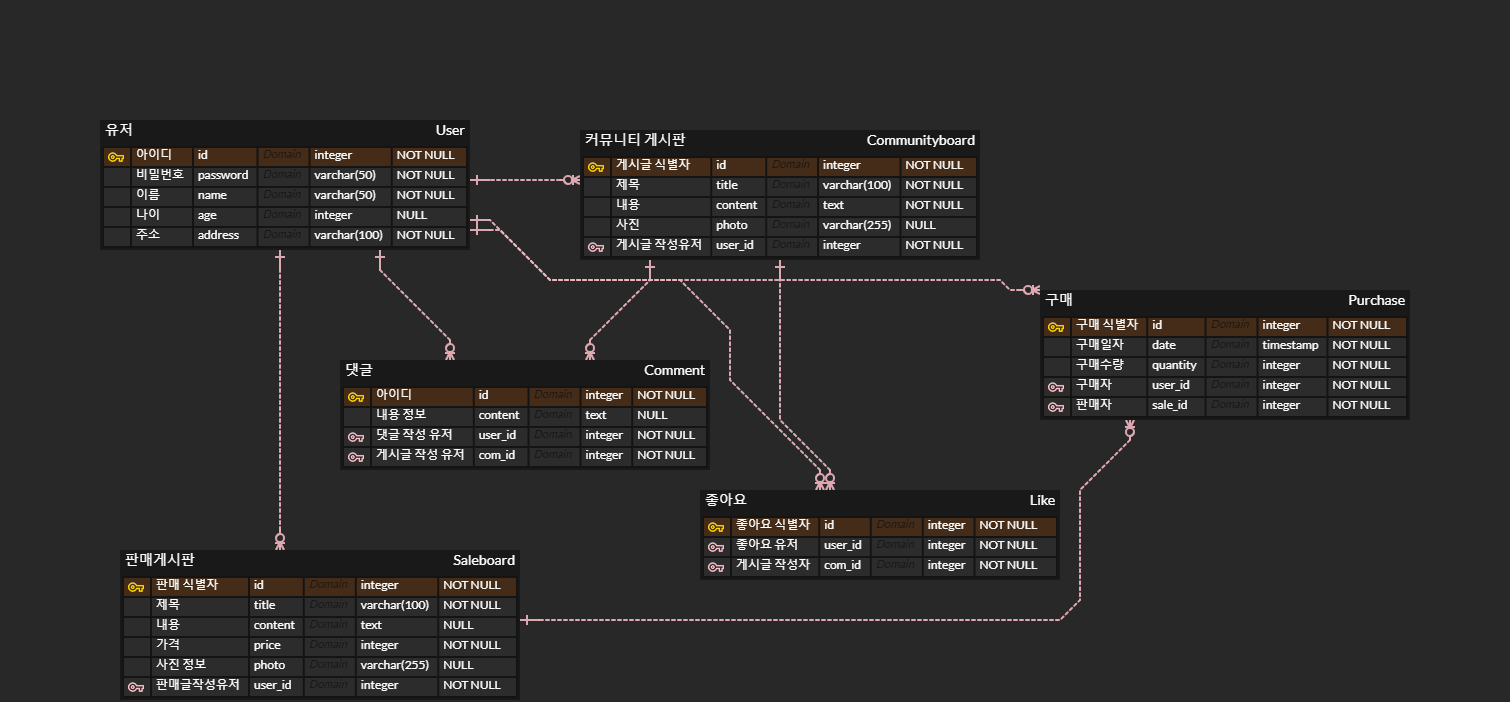 유저 User
아이디 id Domain integer NOT NULL
비밀번호 password Domain varchar(50) NOT NULL
이름 name Domain varchar(50) NOT NULL
나이 age Domain integer NULL
주소 address Domain varchar(100) NOT NULL
커뮤니티 게시판 Communityboard
게시글 식별자 id Domain integer NOT NULL
제목 title Domain varchar(100) NOT NULL
내용 content Domain text NOT NULL
사진 photo Domain varchar(255) NULL
게시글 작성유저 user_id Domain integer NOT NULL
구매 Purchase
구매 식별자 id Domain integer NOT NULL
구매일자 date Domain timestamp NOT NULL
구매수량 quantity Domain integer NOT NULL
구매자 user_id Domain integer NOT NULL
판매자 sale_id Domain integer NOT NULL
댓글 Comment
아이디 id Domain integer NOT NULL
내용 정보 content Domain text NULL
댓글 작성 유저 user_id Domain integer NOT NULL
게시글 작성 유저 com_id Domain integer NOT NULL
좋아요 Like
좋아요 식별자 id Domain integer NOT NULL
좋아요 유저 user_id Domain integer NOT NULL
게시글 작성자 com_id Domain integer NOT NULL
판매게시판 Saleboard
판매 식별자 id Domain integer NOT NULL
제목 title Domain varchar(100) NOT NULL
내용 content Domain text NULL
가격 price Domain integer NOT NULL
사진 정보 photo Domain varchar(255) NULL
판매글작성유저 user_id Domain integer NOT NULL